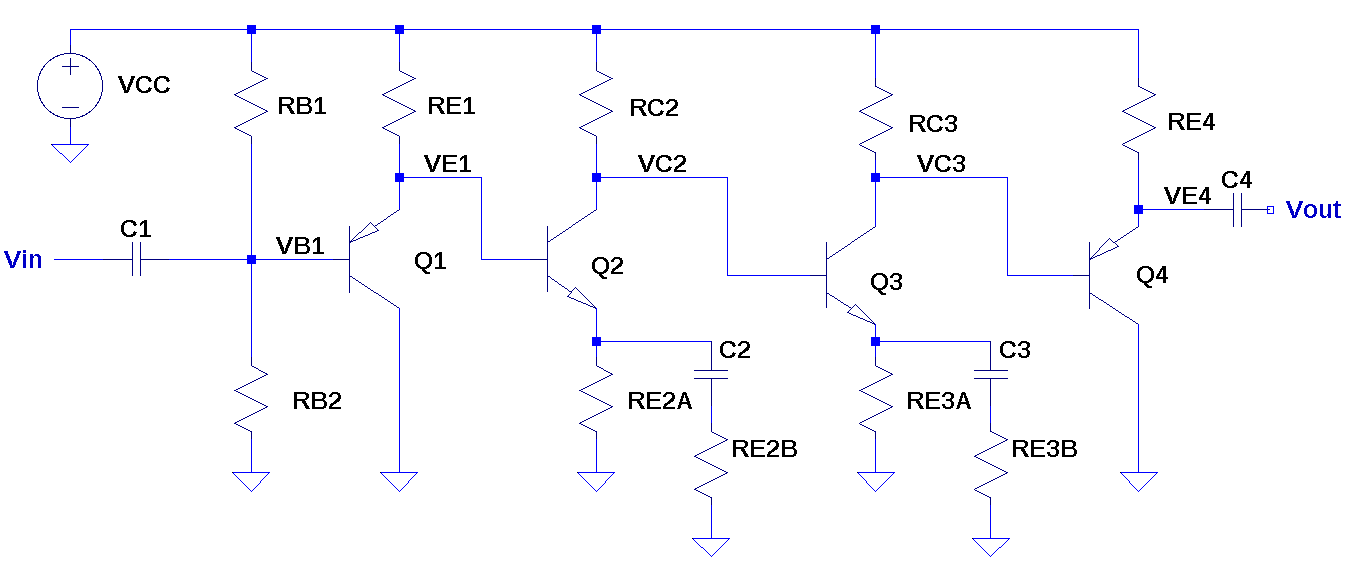 VCC
RB1
RE1
RC2
RC3
RE4
VE1
VC2
VC3
C4
VE4
Vout
C1
Vin
VB1
Q1
Q2
Q3
Q4
C2
C3
RB2
RE2A
RE3A
RE2B
RE3B